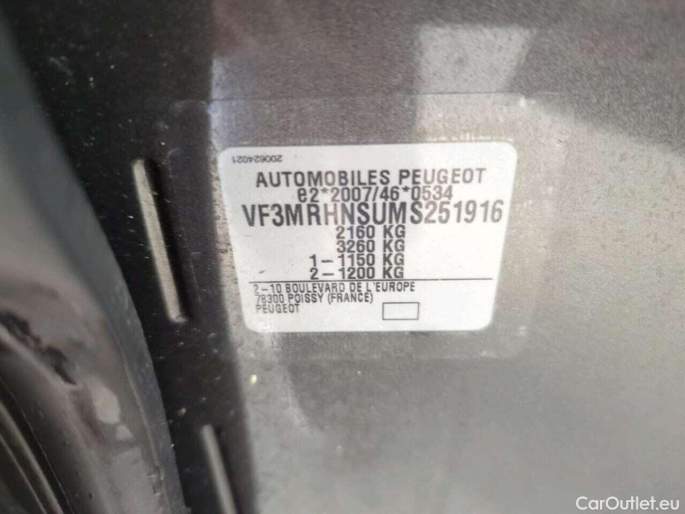 200624021
AUTOMOBILES PEUGEOT
e2*2007/46*0534
VF3MRHNSUMS251916
2160 KG
3260 KG
1-1150 KG
2-1200 KG
2-10 BOULEVARD DE L'EUROPE
78300 POISSY (FRANCE)
PEUGEOT
CarOutlet.eu